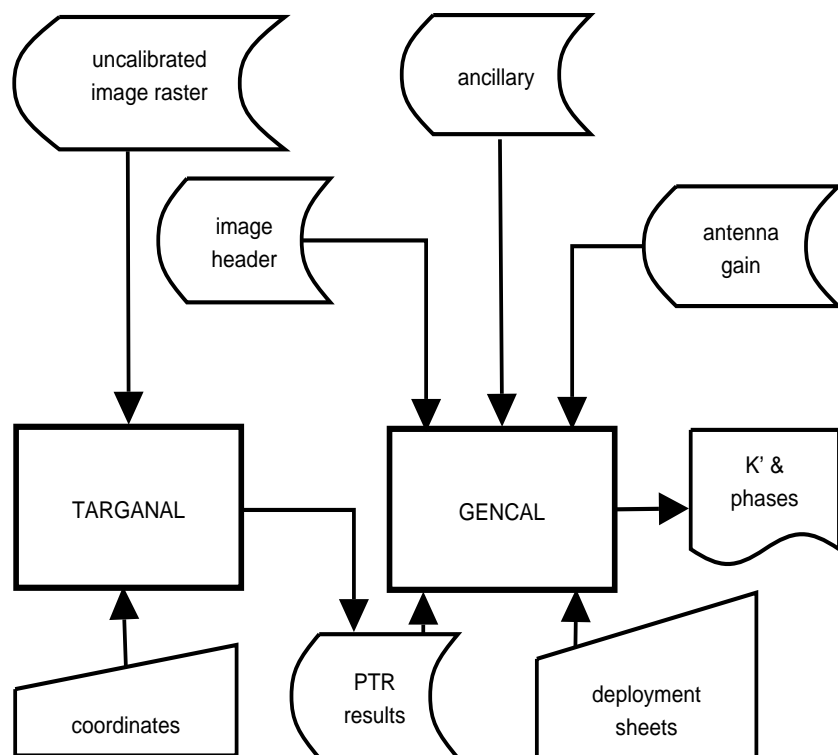 uncalibrated
image raster
ancillary
image
header
antenna
gain
TARGANAL
GENCAL
K' &
phases
coordinates
PTR
results
deployment
sheets